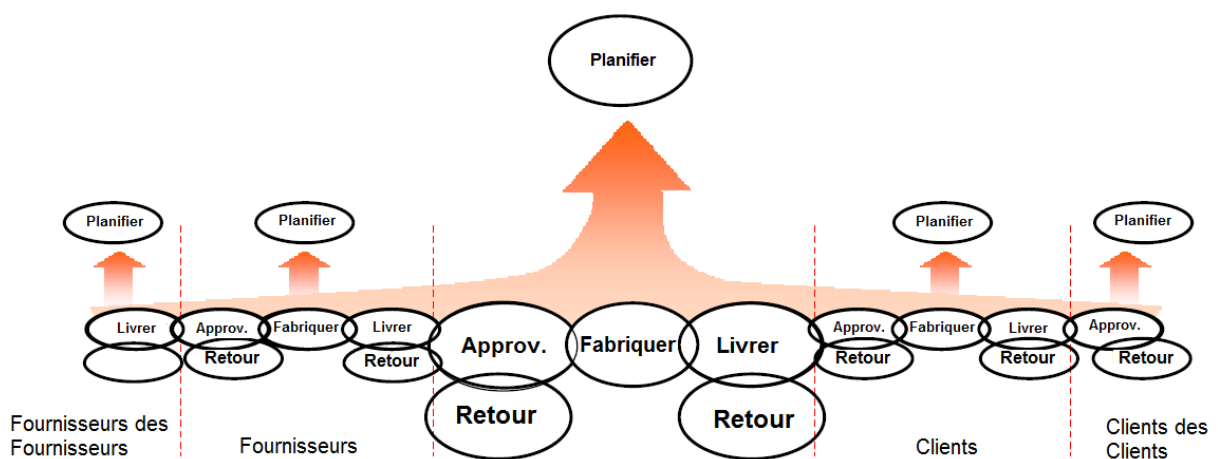 Planifier
Planifier
Planifier
Planifier
Planifier
Livrer
Approv.
Fabriquer
Livrer
Approv.
Fabriquer
Livrer
Approv.
Fabriquer
Livrer
Approv.
Retour
Retour
Retour
Retour
Retour
Retour
Retour
Fournisseurs des
Fournisseurs
Fournisseurs
Clients
Clients des
Clients